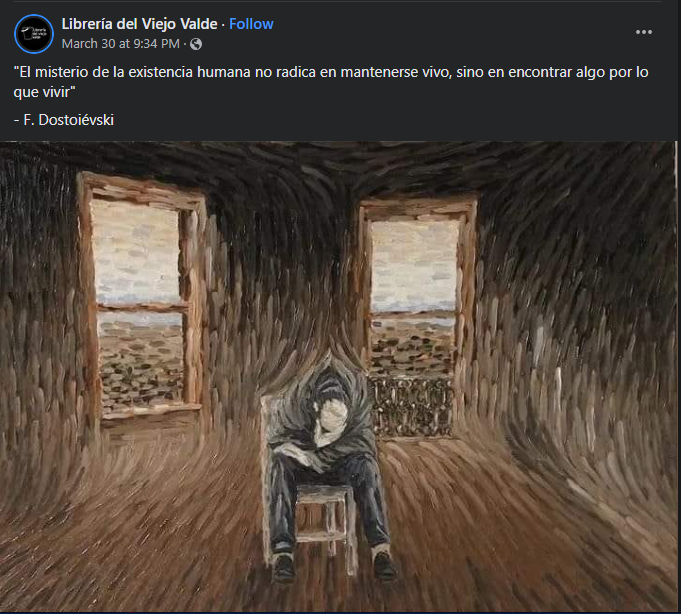 Librería del Viejo Valde · Follow
March 30 at 9:34 PM ·
"El misterio de la existencia humana no radica en mantenerse vivo, sino en encontrar algo por lo
que vivir"
- F. Dostoiévski